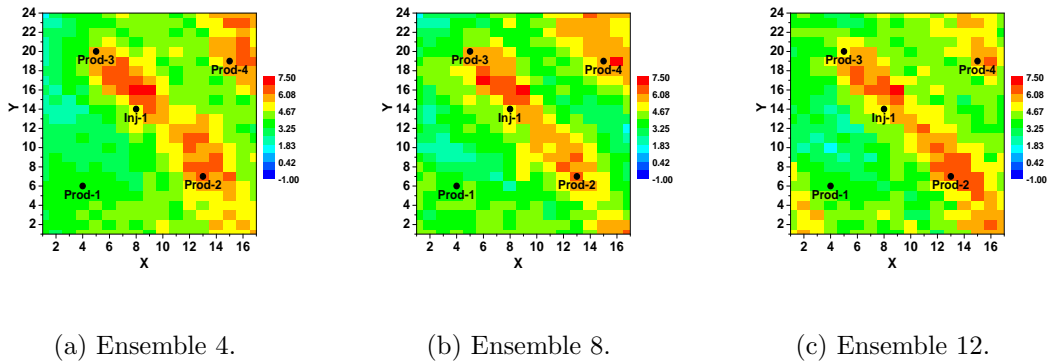 24
22
20
18
16
14
12
10
8
6
4
2
Y
2 4 6 8 10 12 14 16
X
Prod-3
Prod-4
Inj-1
Prod-2
Prod-1
7.50
6.08
4.67
3.25
1.83
0.42
-1.00
(a) Ensemble 4.
24
22
20
18
16
14
12
10
8
6
4
2
Y
2 4 6 8 10 12 14 16
X
Prod-3
Prod-4
Inj-1
Prod-2
Prod-1
7.50
6.08
4.67
3.25
1.83
0.42
-1.00
(b) Ensemble 8.
24
22
20
18
16
14
12
10
8
6
4
2
Y
2 4 6 8 10 12 14 16
X
Prod-3
Prod-4
Inj-1
Prod-2
Prod-1
7.50
6.08
4.67
3.25
1.83
0.42
-1.00
(c) Ensemble 12.